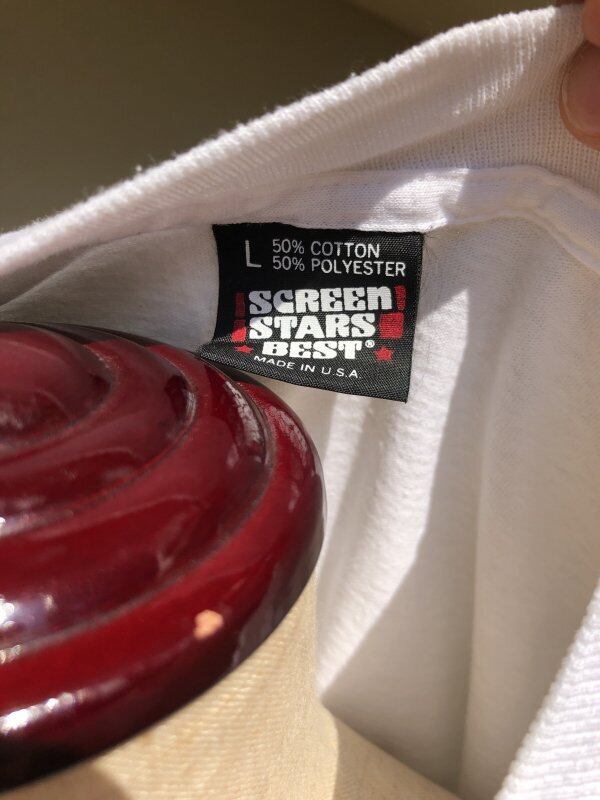 L 50% COTTON
50% POLYESTER
SCREEN
STARS
BEST®
MADE IN U.S.A